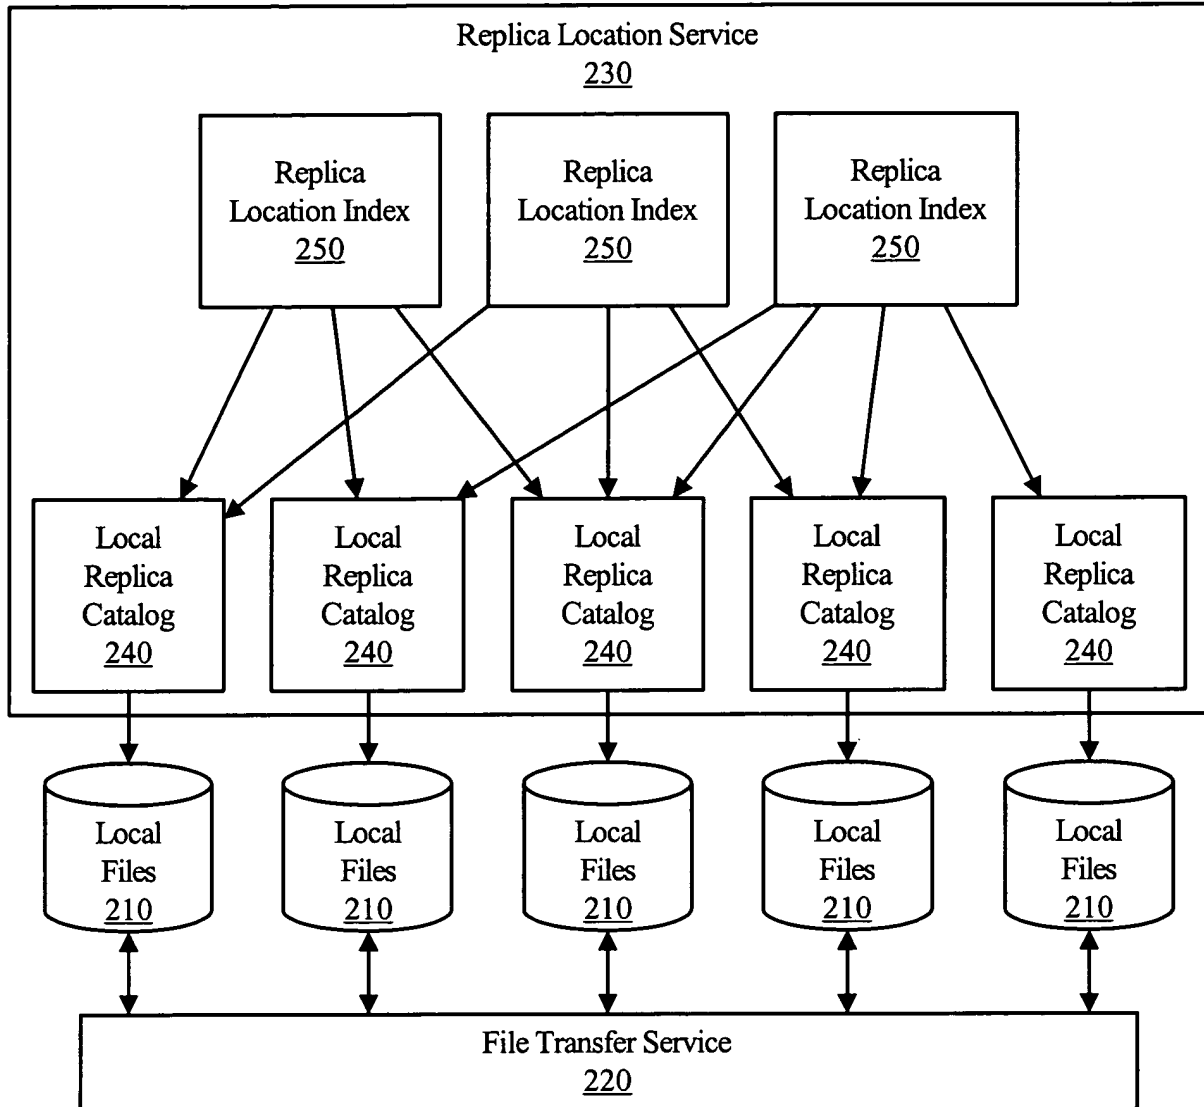 Replica Location Service
230
Replica
Location Index
250
Replica
Location Index
250
Replica
Location Index
250
Local
Replica
Catalog
240
Local
Replica
Catalog
240
Local
Replica
Catalog
240
Local
Replica
Catalog
240
Local
Replica
Catalog
240
Local
Files
210
Local
Files
210
Local
Files
210
Local
Files
210
Local
Files
210
File Transfer Service
220